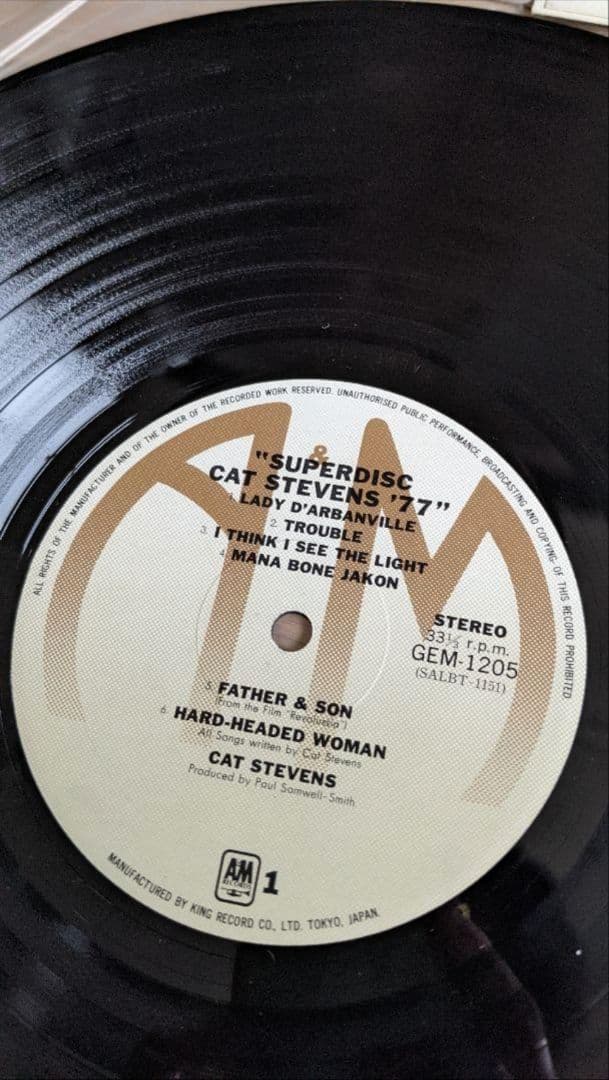 ALL RIGHTS OF THE MANUFACTURER AND OF THE OWNER OF THE RECORDED WORK RESERVED. UNAUTHORISED PUBLIC PERFORMANCE, BROADCASTING AND COPYING OF THIS RECORD PROHIBITED
A&M
"SUPERDISC
CAT STEVENS '77"
1. LADY D'ARBANVILLE
2. TROUBLE
3. I THINK I SEE THE LIGHT
4. MANA BONE JAKON
STEREO
33⅓ r.p.m.
GEM-1205
(SALBT-1151)
5. FATHER & SON
(From the Film "Revolussia")
6. HARD-HEADED WOMAN
All Songs written by Cat Stevens
CAT STEVENS
Produced by Paul Samwell-Smith
A&M
RECORDS
1
MANUFACTURED BY KING RECORD CO., LTD. TOKYO, JAPAN.